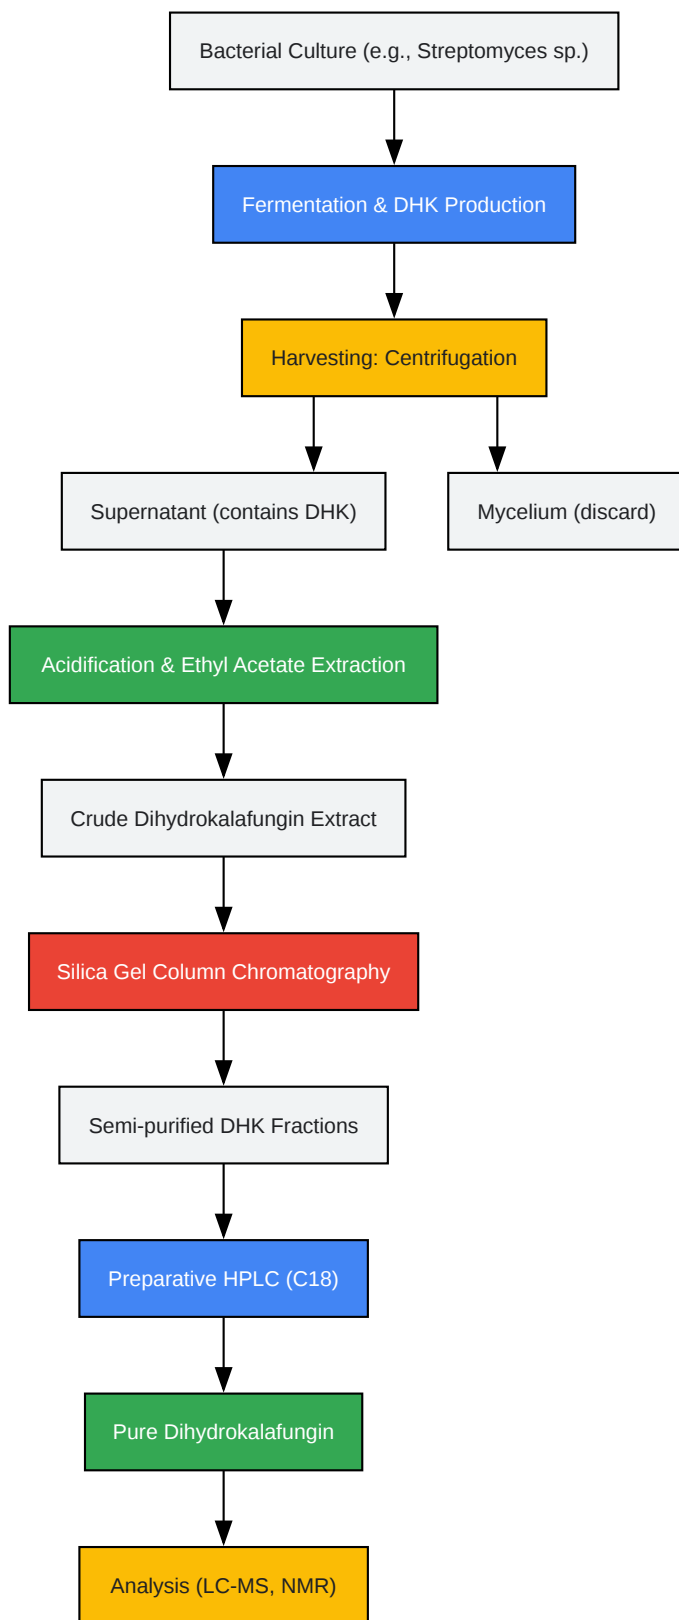 Bacterial Culture (e.g., Streptomyces sp.)
Fermentation & DHK Production
Harvesting: Centrifugation
Supernatant (contains DHK)
Mycelium (discard)
Acidification & Ethyl Acetate Extraction
Crude Dihydrokalafungin Extract
Silica Gel Column Chromatography
Semi-purified DHK Fractions
Preparative HPLC (C18)
Pure Dihydrokalafungin
Analysis (LC-MS, NMR)